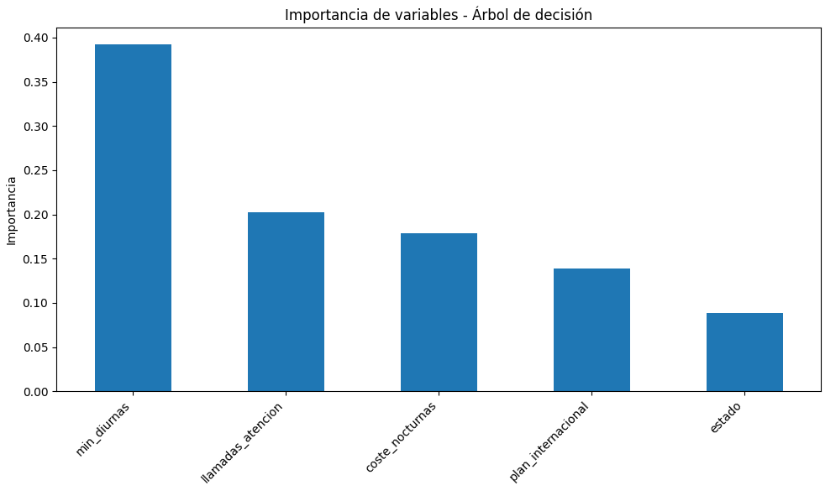 Importancia de variables - Árbol de decisión
Importancia
0.40
0.35
0.30
0.25
0.20
0.15
0.10
0.05
0.00
min_diurnas
llamadas_atencion
coste_nocturnas
plan_internacional
estado